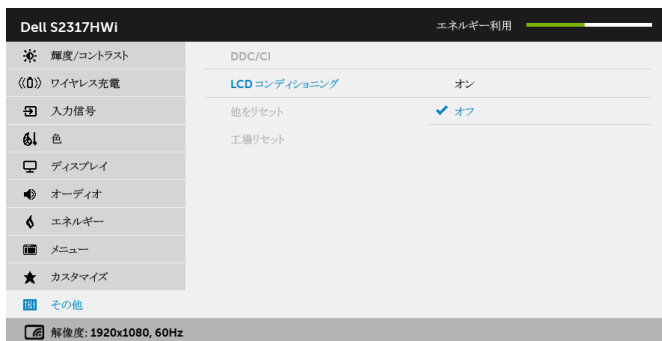 Dell S2317HWi エネルギー利用
輝度/コントラスト DDC/CI
ワイヤレス充電 LCD コンディショニング オン
入力信号 他をリセット オフ
色 工場リセット
ディスプレイ
オーディオ
エネルギー
メニュー
カスタマイズ
その他
解像度: 1920x1080, 60Hz